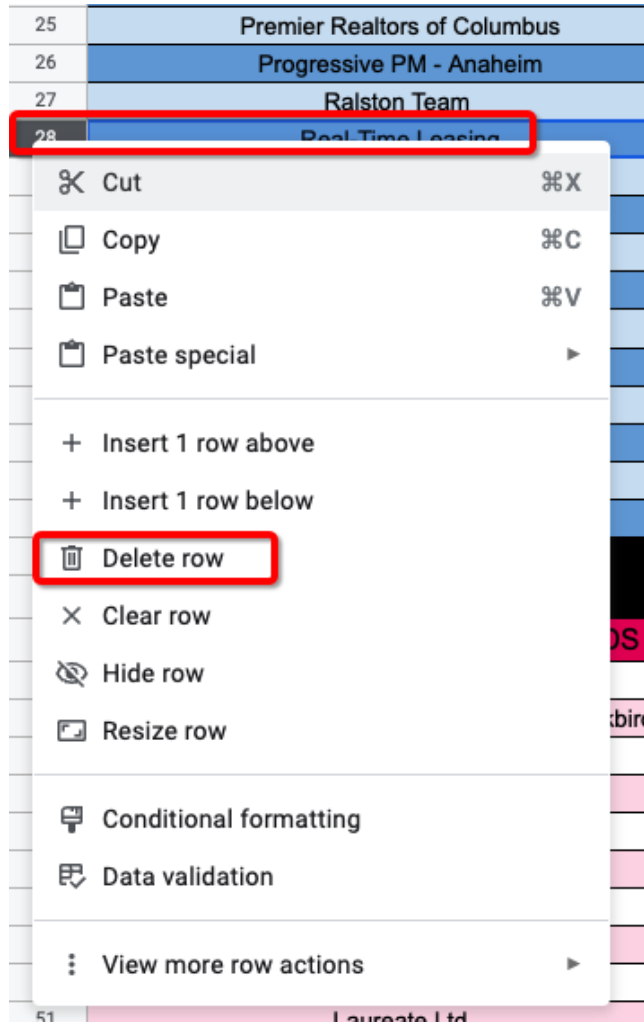 25 Premier Realtors of Columbus
26 Progressive PM - Anaheim
27 Ralston Team
28 Real-Time Leasing
Cut ⌘X
Copy ⌘C
Paste ⌘V
Paste special
Insert 1 row above
Insert 1 row below
Delete row
Clear row
DS
Hide row
kbir
Resize row
Conditional formatting
Data validation
View more row actions
51 Laureate Ltd